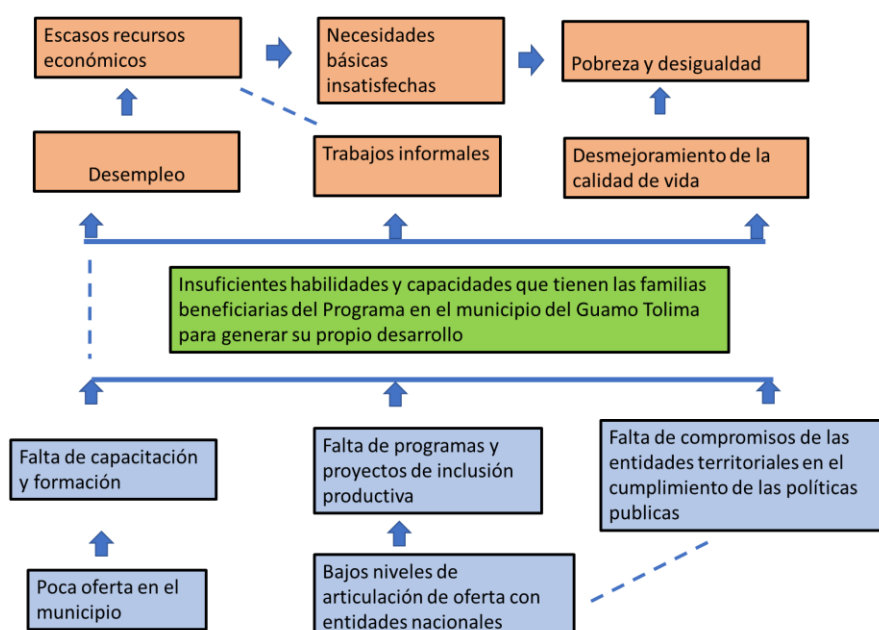 Escasos recursos
económicos
Necesidades
básicas
insatisfechas
Pobreza y desigualdad
Desempleo
Trabajos informales
Desmejoramiento de la
calidad de vida
Insuficientes habilidades y capacidades que tienen las familias
beneficiarias del Programa en el municipio del Guamo Tolima
para generar su propio desarrollo
Falta de capacitación
y formación
Falta de programas y
proyectos de inclusión
productiva
Falta de compromisos de las
entidades territoriales en el
cumplimiento de las políticas
publicas
Poca oferta en el
municipio
Bajos niveles de
articulación de oferta con
entidades nacionales